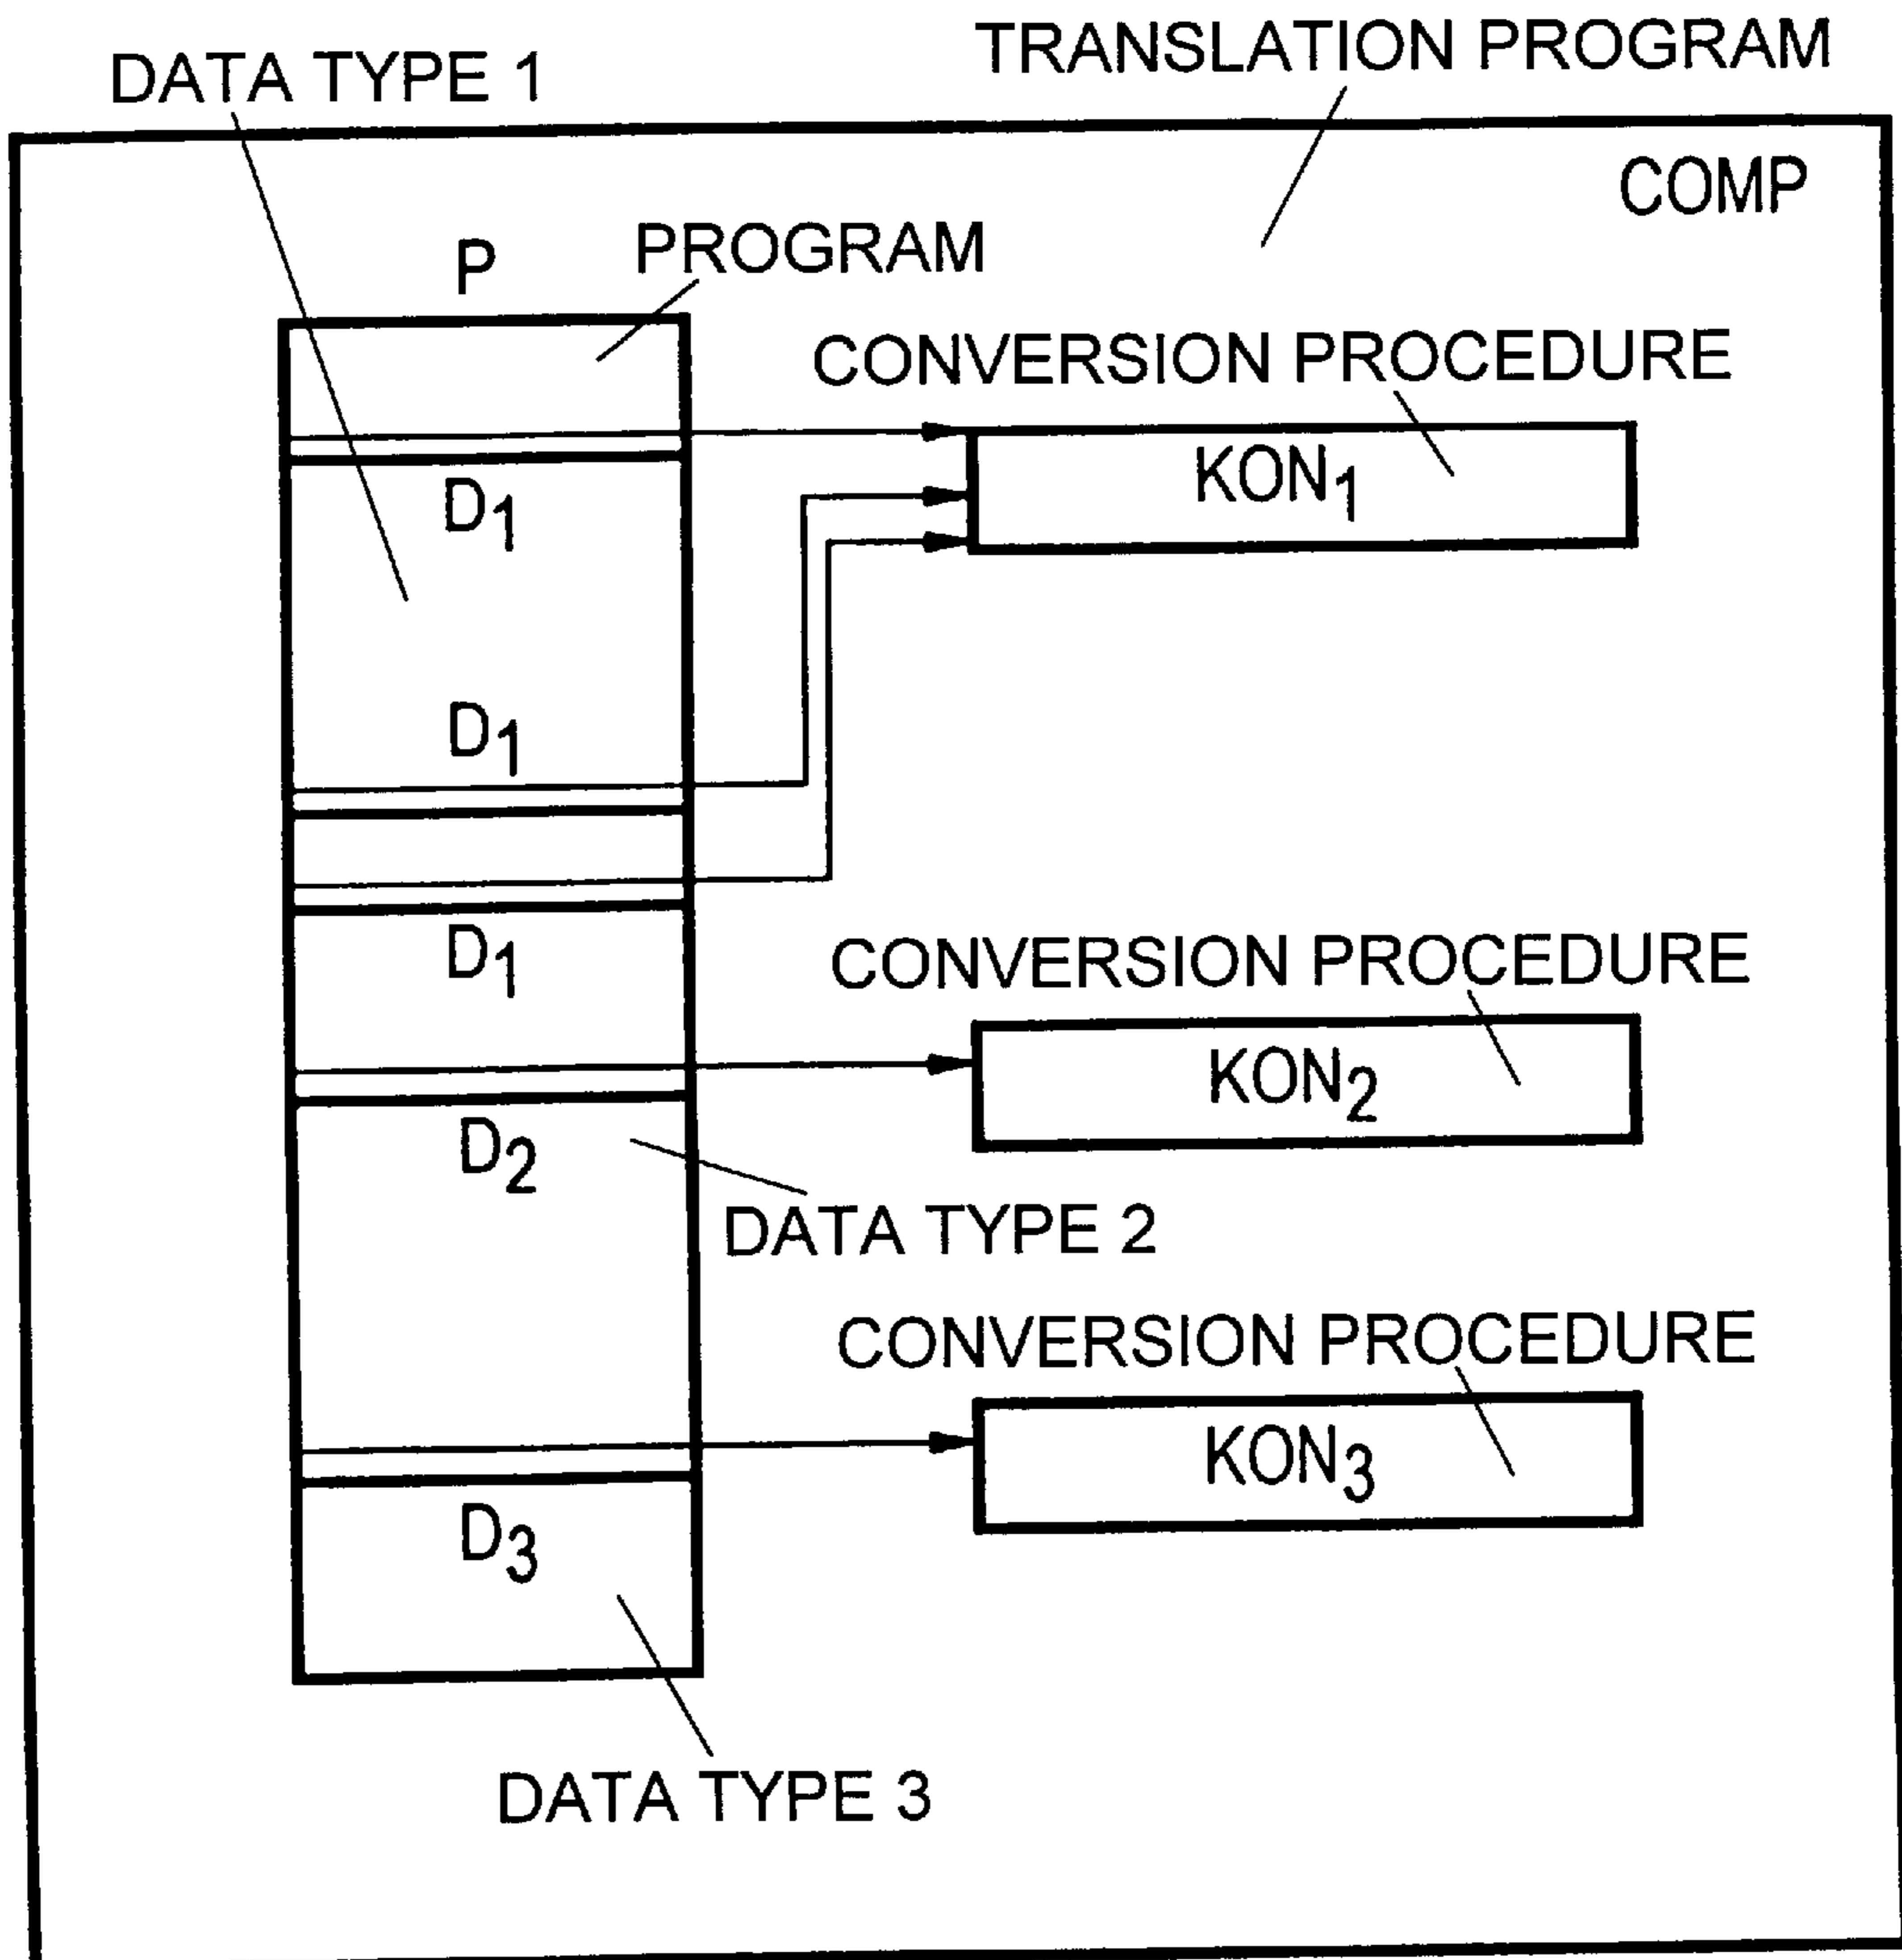 TRANSLATION PROGRAM
DATA TYPE 1
COMP
P
PROGRAM
CONVERSION PROCEDURE
KON1
D1
D1
D1
CONVERSION PROCEDURE
KON2
D2
DATA TYPE 2
CONVERSION PROCEDURE
KON3
D3
DATA TYPE 3